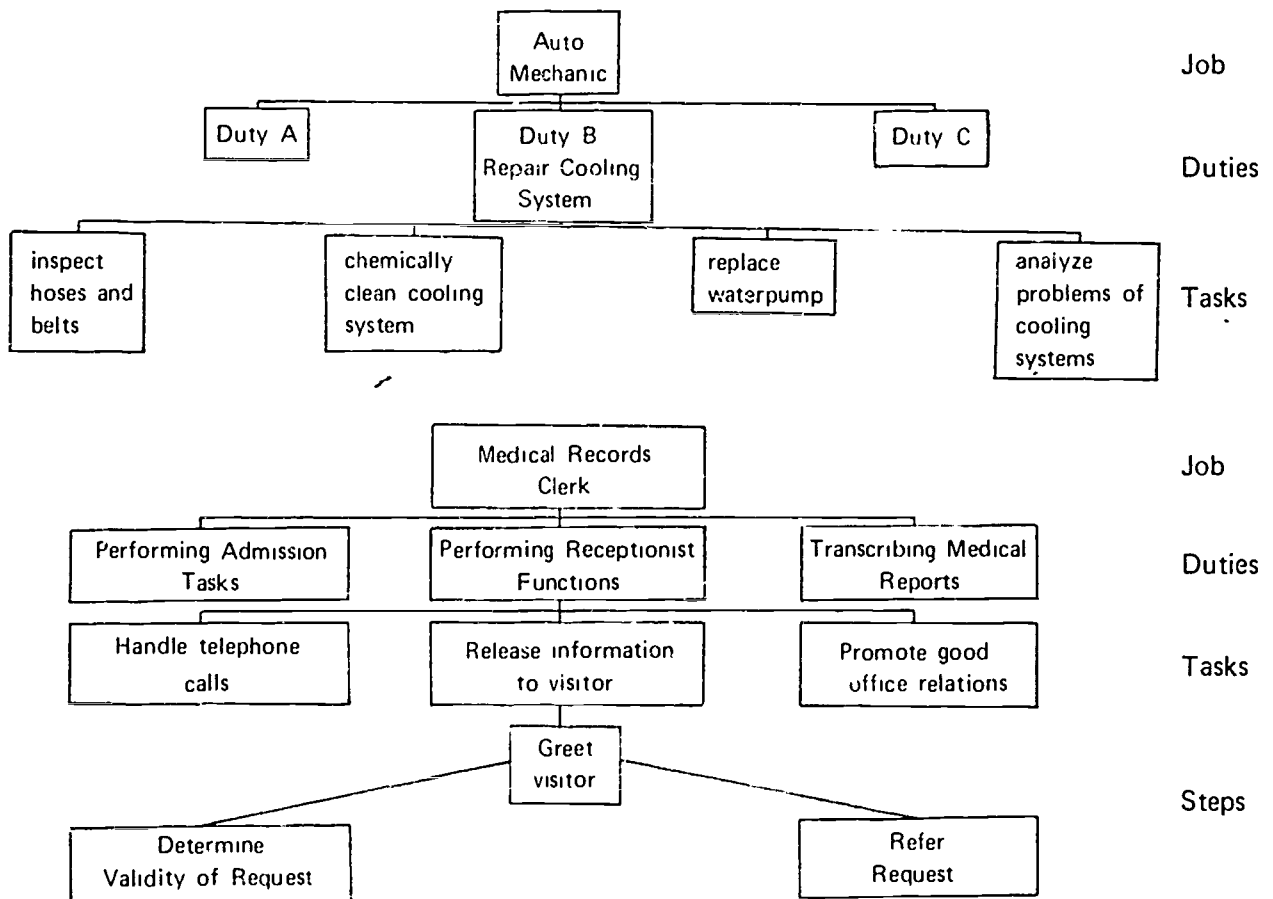 Auto
Mechanic
Job
Duty A
Duty B
Repair Cooling
System
Duty C
Duties
inspect
hoses and
belts
chemically
clean cooling
system
replace
waterpump
analyze
problems of
cooling
systems
Tasks
Medical Records
Clerk
Job
Performing Admission
Tasks
Performing Receptionist
Functions
Transcribing Medical
Reports
Duties
Handle telephone
calls
Release information
to visitor
Promote good
office relations
Tasks
Greet
visitor
Steps
Determine
Validity of Request
Refer
Request